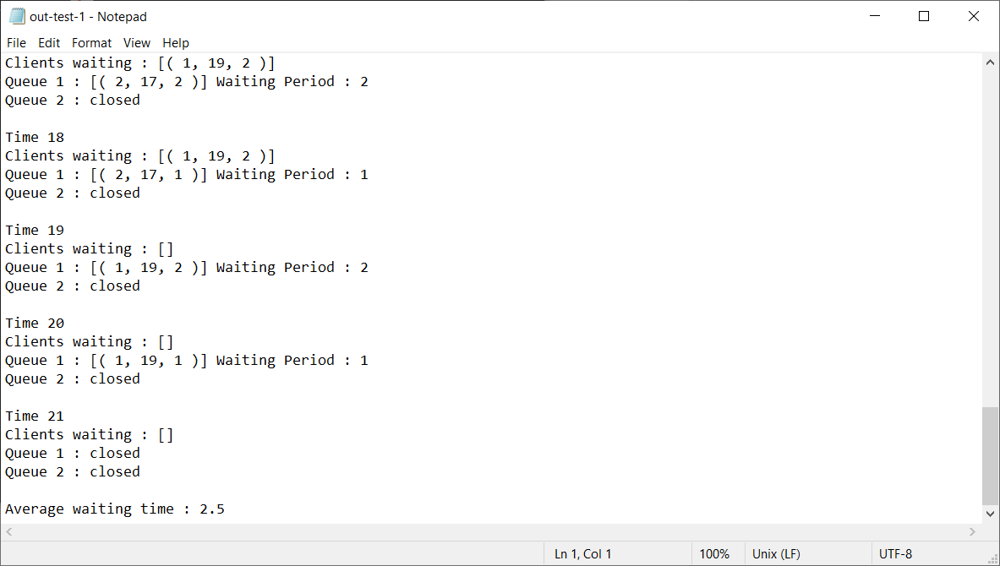 out-test-1 - Notepad
File Edit Format View Help
Clients waiting : [( 1, 19, 2 )]
Queue 1 : [( 2, 17, 2 )] Waiting Period : 2
Queue 2 : closed

Time 18
Clients waiting : [( 1, 19, 2 )]
Queue 1 : [( 2, 17, 1 )] Waiting Period : 1
Queue 2 : closed

Time 19
Clients waiting : []
Queue 1 : [( 1, 19, 2 )] Waiting Period : 2
Queue 2 : closed

Time 20
Clients waiting : []
Queue 1 : [( 1, 19, 1 )] Waiting Period : 1
Queue 2 : closed

Time 21
Clients waiting : []
Queue 1 : closed
Queue 2 : closed

Average waiting time : 2.5
Ln 1, Col 1 100% Unix (LF) UTF-8